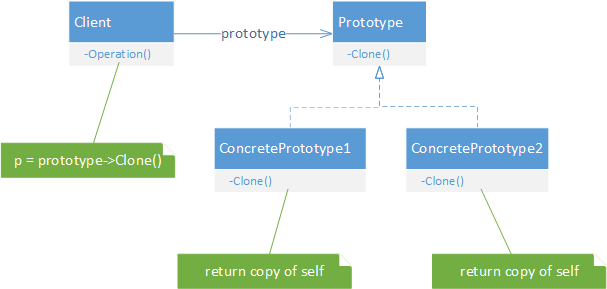 Client
Prototype
prototype
-Operation()
-Clone()
ConcretePrototype1
ConcretePrototype2
p = prototype->Clone()
-Clone()
-Clone()
return copy of self
return copy of self